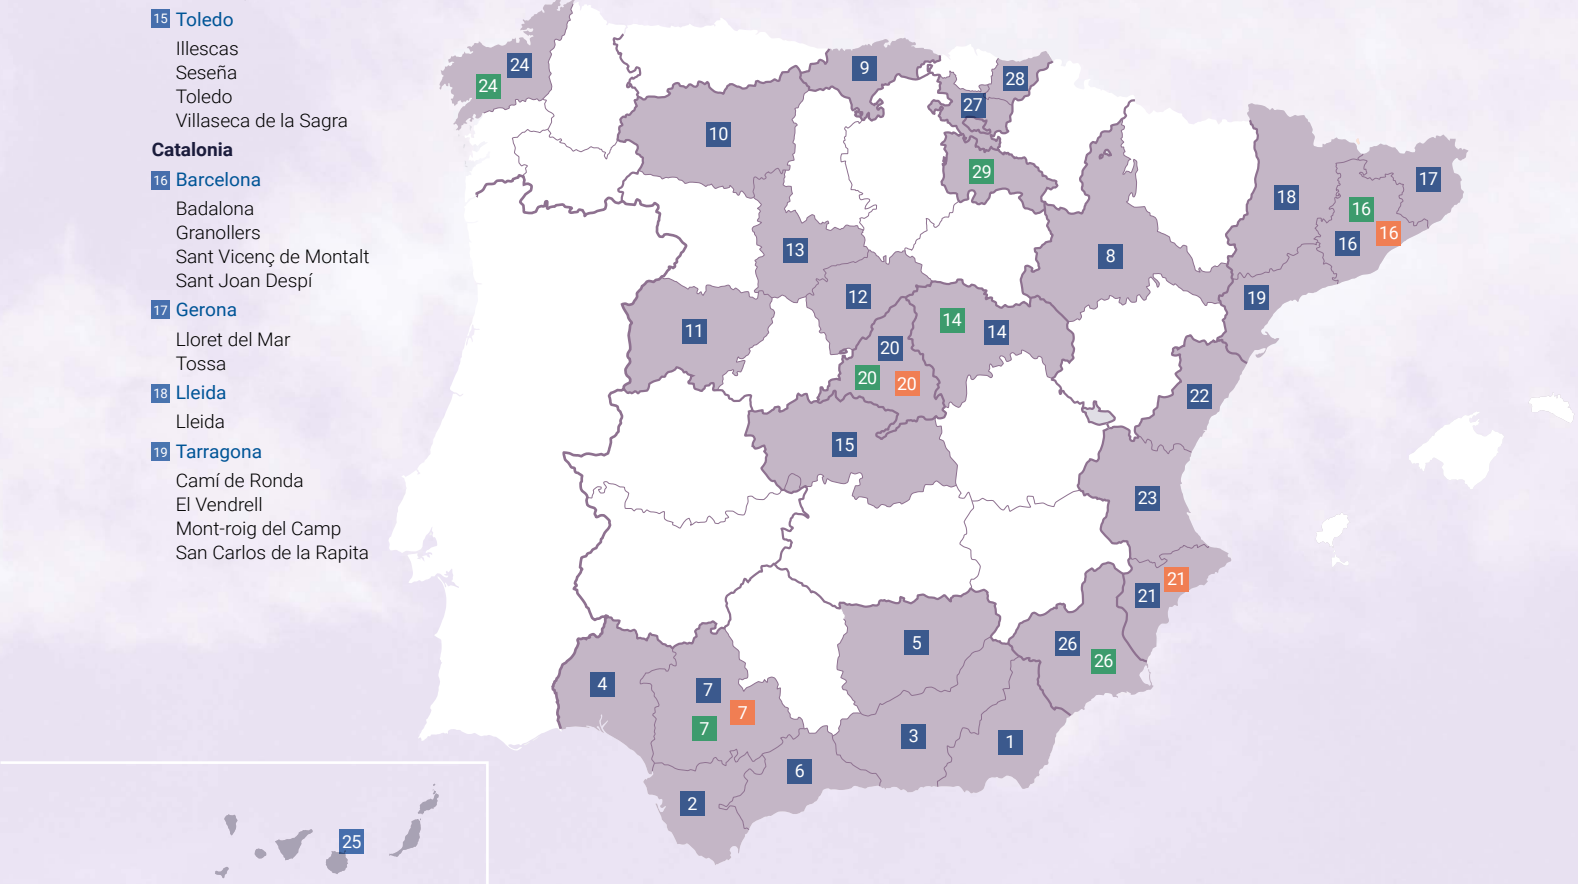 15 Toledo
Illescas
Seseña
Toledo
Villaseca de la Sagra
Catalonia
16 Barcelona
Badalona
Granollers
Sant Vicenç de Montalt
Sant Joan Despí
17 Gerona
Lloret del Mar
Tossa
18 Lleida
Lleida
19 Tarragona
Camí de Ronda
El Vendrell
Mont-roig del Camp
San Carlos de la Rapita
24
24
9
28
27
10
29
17
18
16
16
16
13
8
12
19
14
14
11
20
20
20
22
15
23
21
21
26
26
5
4
7
7
7
3
1
6
2
25